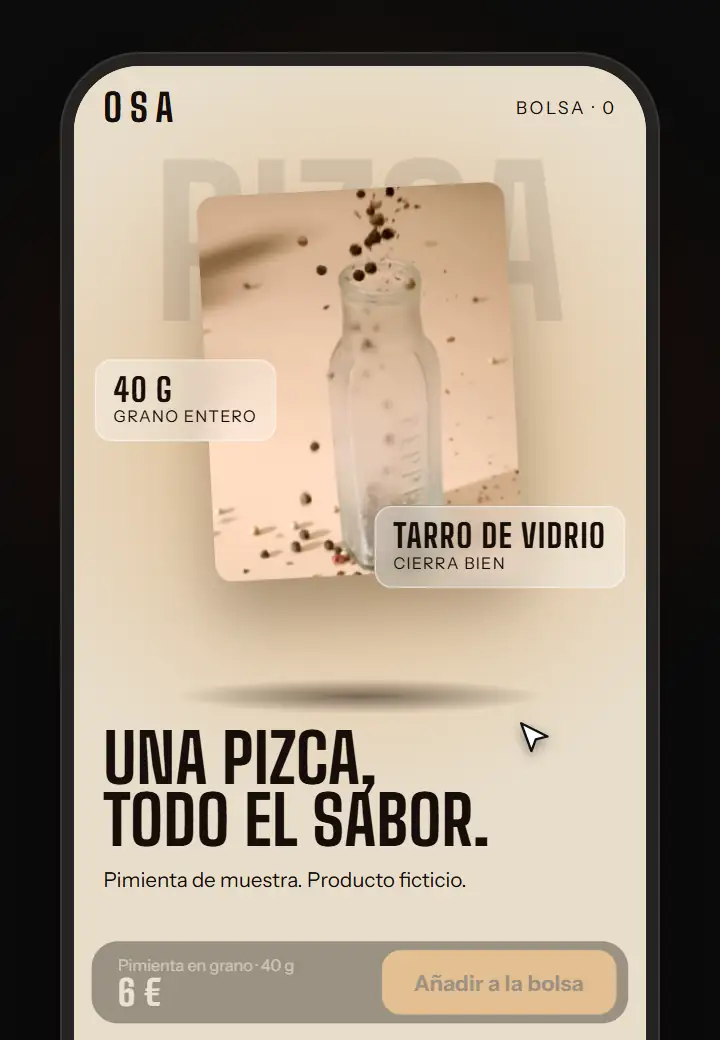 OSA
BOLSA · 0
PIZCA
40 G
GRANO ENTERO
TARRO DE VIDRIO
CIERRA BIEN
UNA PIZCA,
TODO EL SABOR.
Pimienta de muestra. Producto ficticio.
Pimienta en grano · 40 g
6 €
Añadir a la bolsa